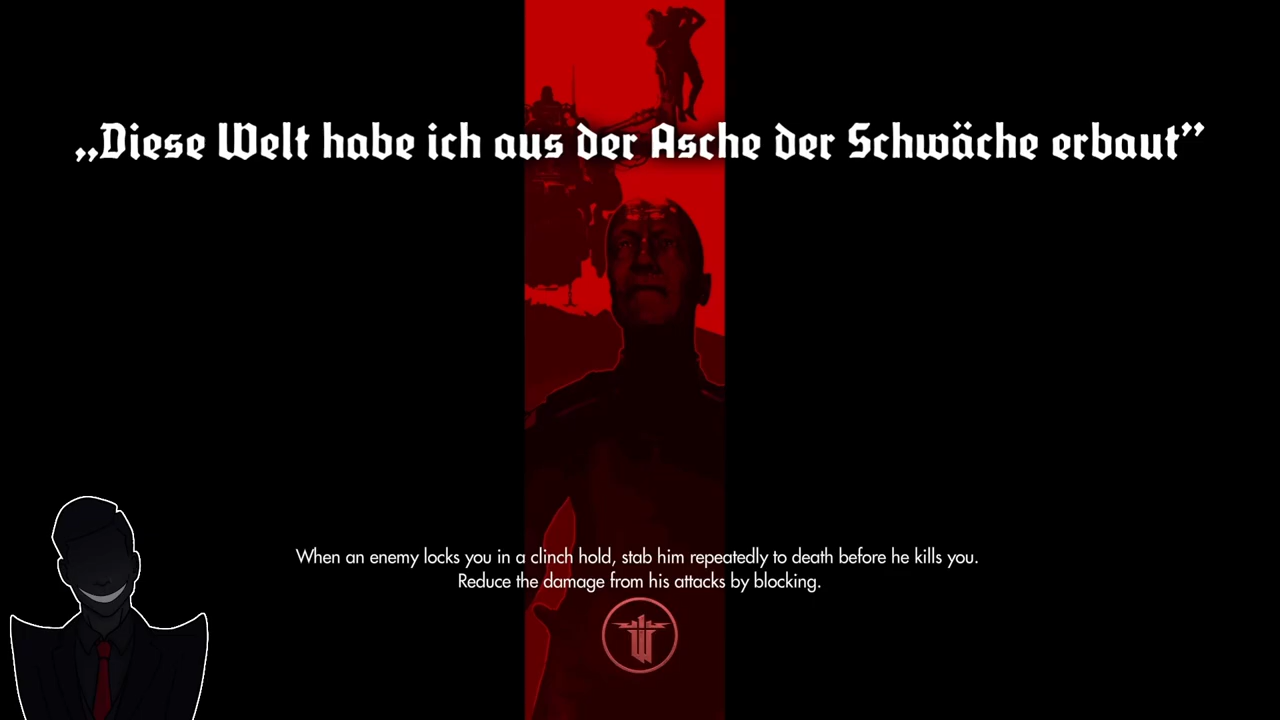 „Diese Welt habe ich aus der Asche der Schwäche erbaut”
When an enemy locks you in a clinch hold, stab him repeatedly to death before he kills you.
Reduce the damage from his attacks by blocking.